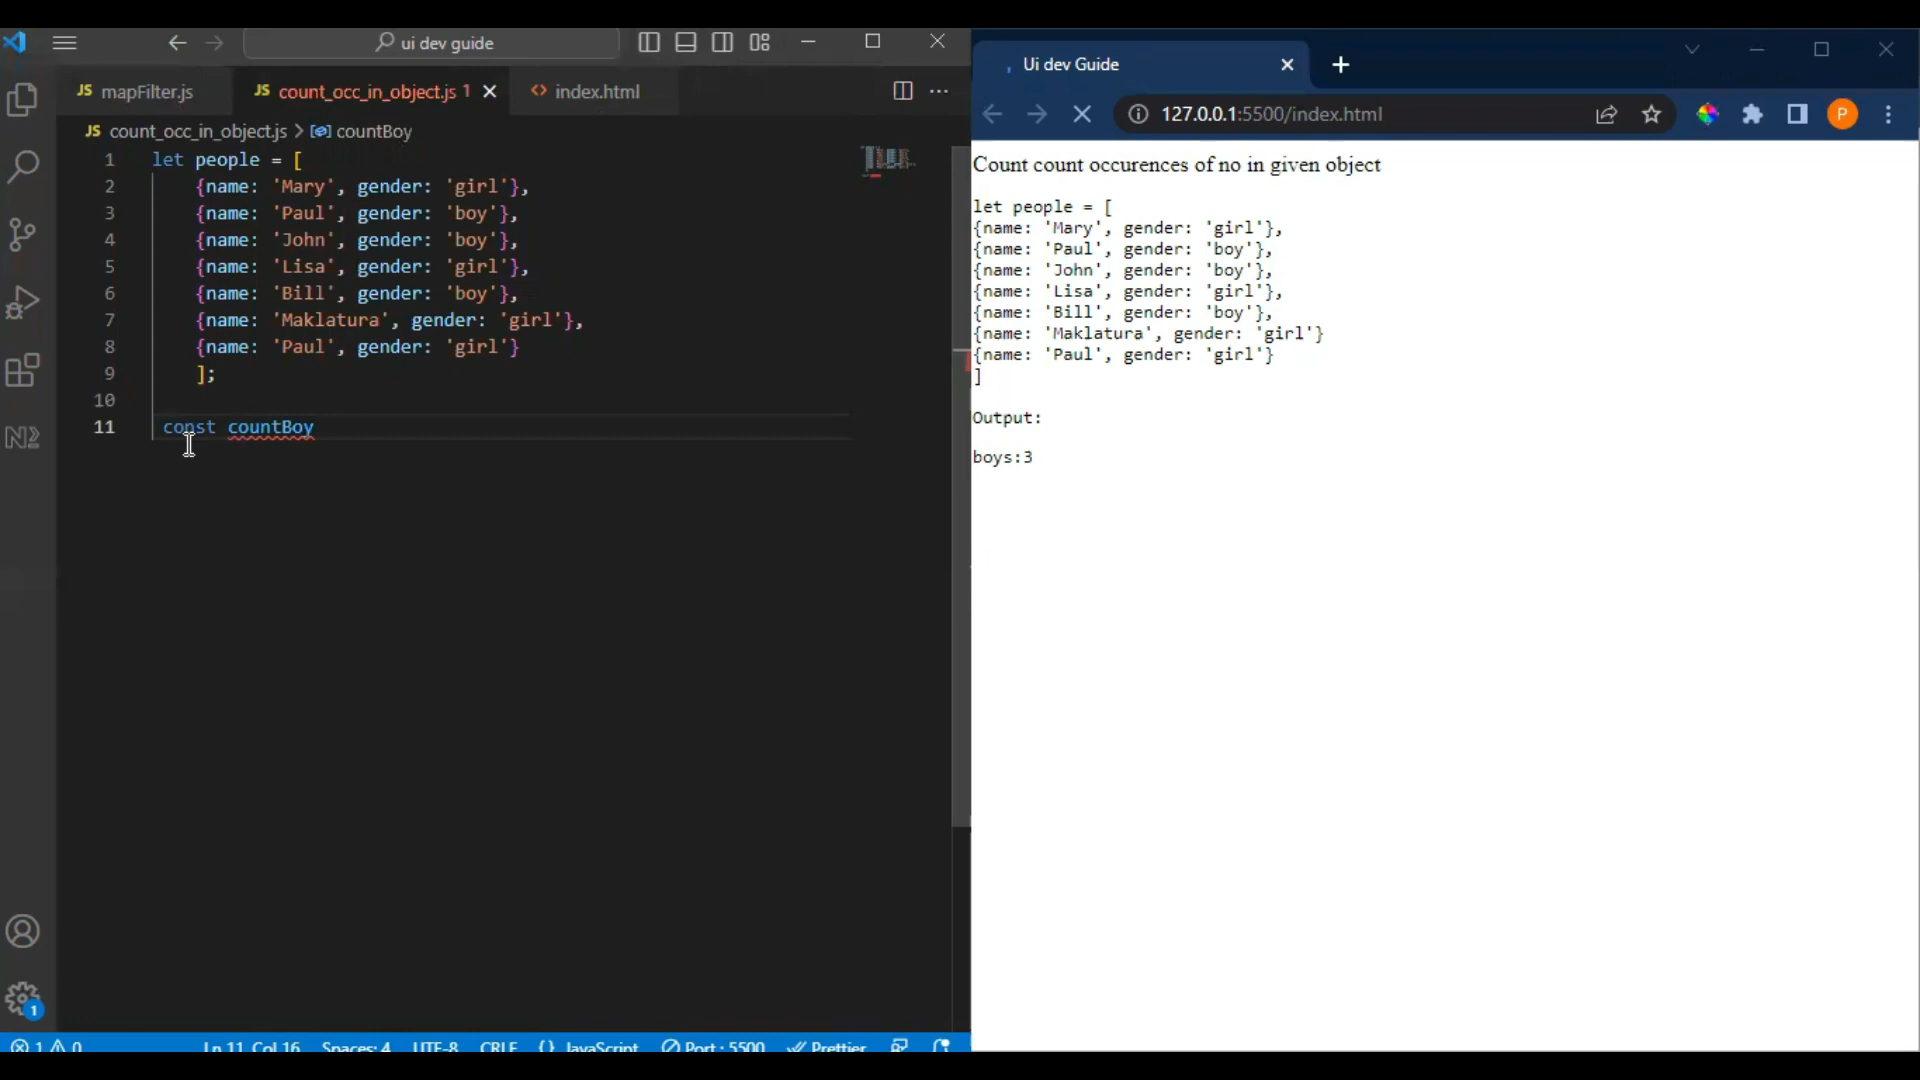 ui dev guide
JS mapFilter.js
JS count_occ_in_object.js 1
<> index.html
JS count_occ_in_object.js > countBoy
1 let people = [
2 {name: 'Mary', gender: 'girl'},
3 {name: 'Paul', gender: 'boy'},
4 {name: 'John', gender: 'boy'},
5 {name: 'Lisa', gender: 'girl'},
6 {name: 'Bill', gender: 'boy'},
7 {name: 'Maklatura', gender: 'girl'},
8 {name: 'Paul', gender: 'girl'}
9 ];
10
11 const countBoy
1
1 0 Ln 11, Col 16 Spaces: 4 UTF-8 CRLF {} JavaScript Port : 5500 Prettier
Ui dev Guide
127.0.0.1:5500/index.html
P
Count count occurences of no in given object
let people = [
{name: 'Mary', gender: 'girl'},
{name: 'Paul', gender: 'boy'},
{name: 'John', gender: 'boy'},
{name: 'Lisa', gender: 'girl'},
{name: 'Bill', gender: 'boy'},
{name: 'Maklatura', gender: 'girl'}
{name: 'Paul', gender: 'girl'}
]
Output:
boys:3